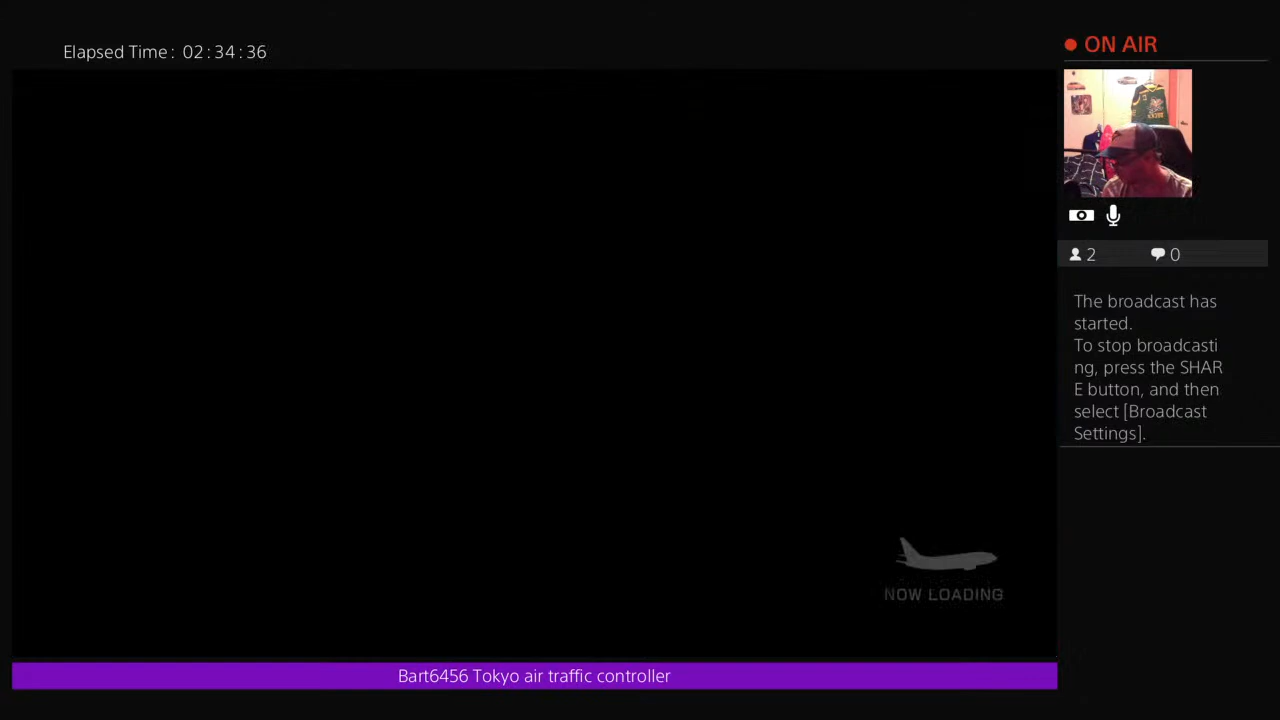 Elapsed Time: 02:34:36
ON AIR
2
0
The broadcast has
started.
To stop broadcasti
ng, press the SHAR
E button, and then
select [Broadcast
Settings].
NOW LOADING
Bart6456 Tokyo air traffic controller